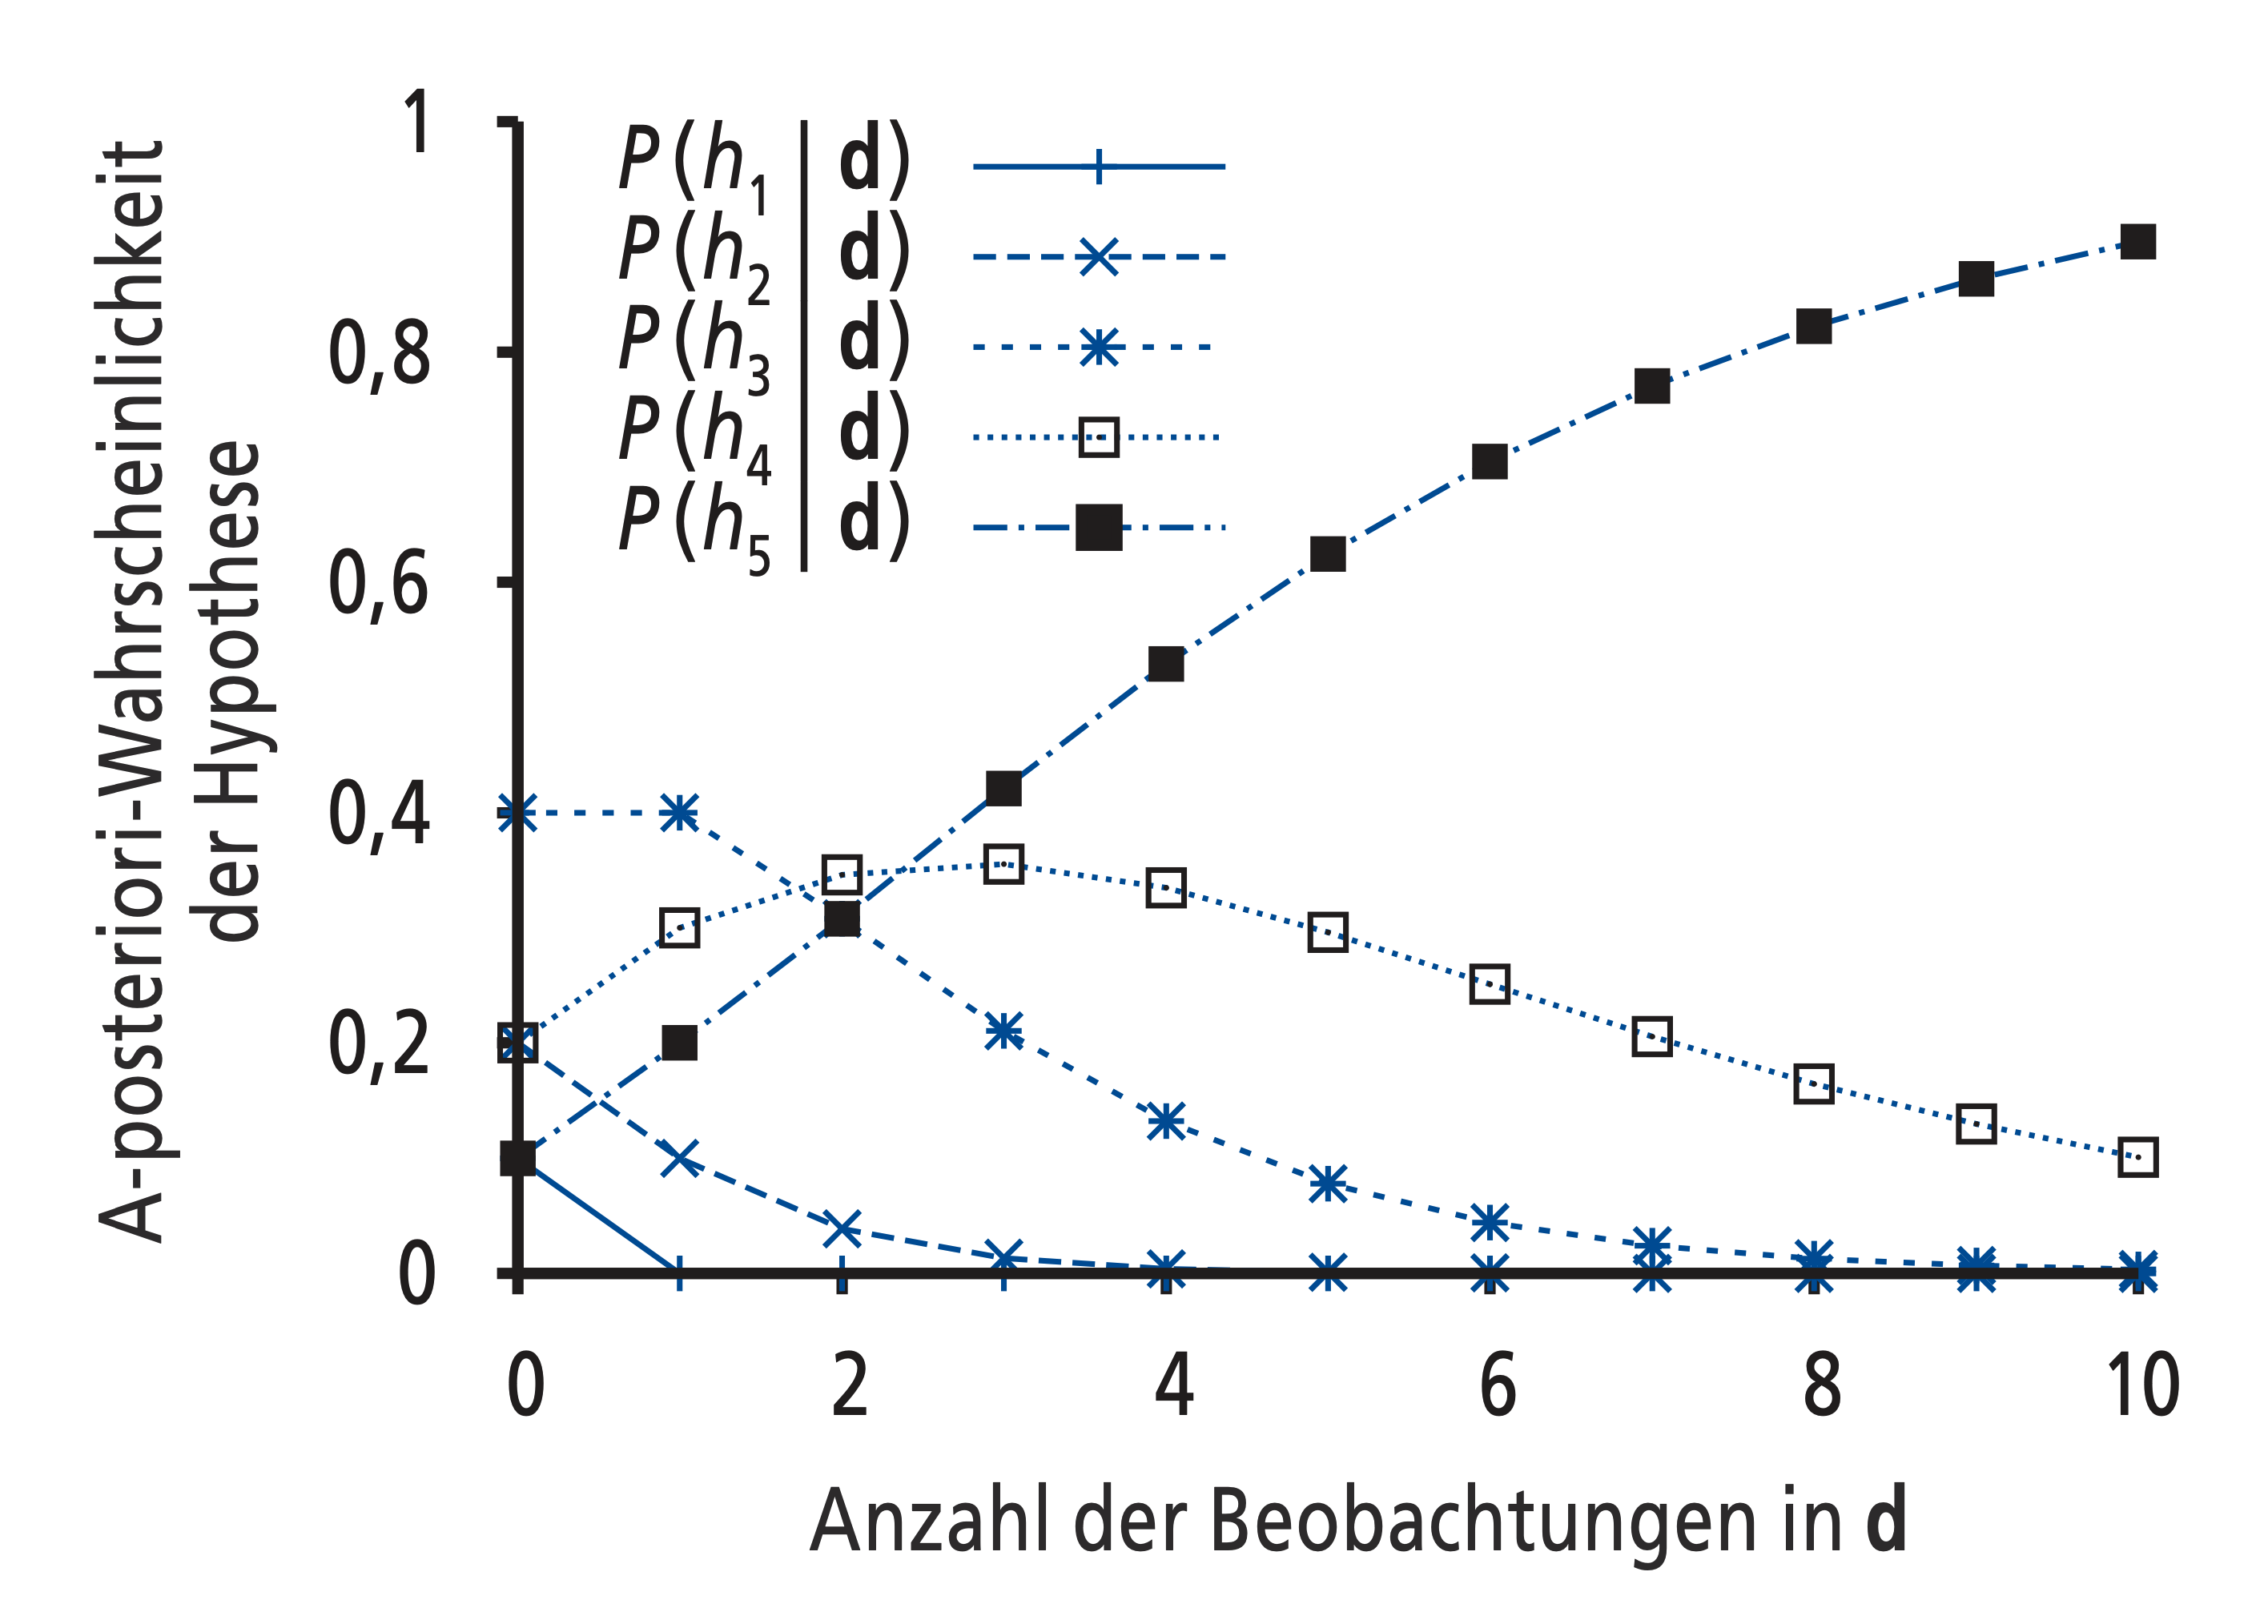 A-posteriori-Wahrscheinlichkeit
der Hypothese
1
0,8
0,6
0,4
0,2
0
P(h1 | d)
P(h2 | d)
P(h3 | d)
P(h4 | d)
P(h5 | d)
0 2 4 6 8 10
Anzahl der Beobachtungen in d